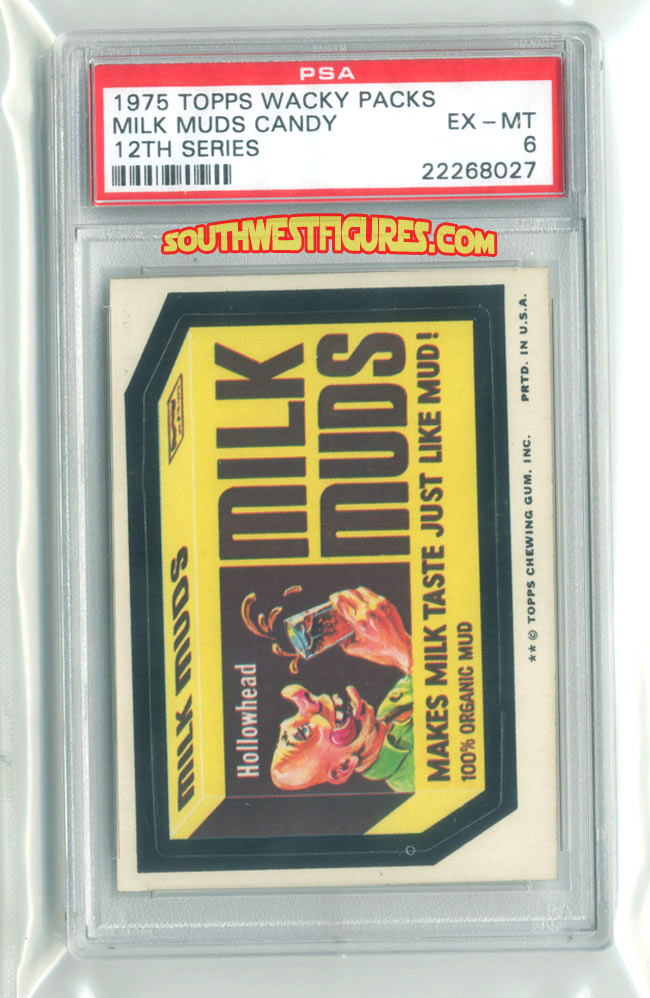 PSA
1975 TOPPS WACKY PACKS
MILK MUDS CANDY EX - MT
12TH SERIES 6
22268027
SOUTHWESTFIGURES.COM
MILK MUDS
MILK
MUDS
Hollowhead
MAKES MILK TASTE JUST LIKE MUD!
100% ORGANIC MUD
**© TOPPS CHEWING GUM, INC. PRTD. IN U.S.A.